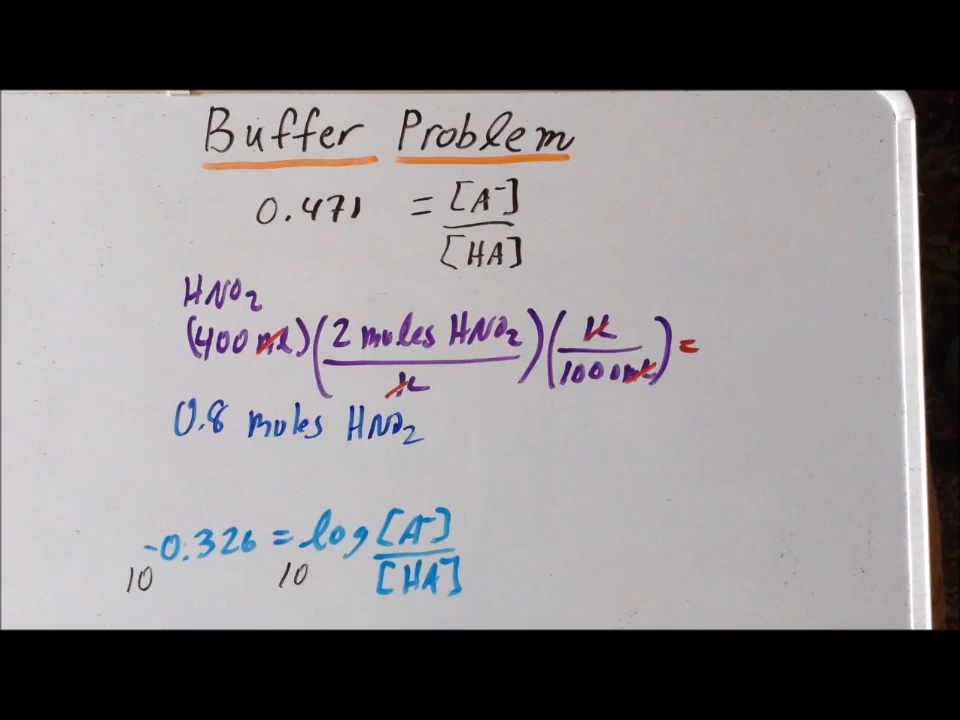 Buffer Problem
0.471 = [A⁻]/[HA]
HNO₂
(400 ml)(2 moles HNO₂/L)(L/1000 mL) =
0.8 moles HNO₂
-0.326 = log [A⁻]/[HA]
10 10